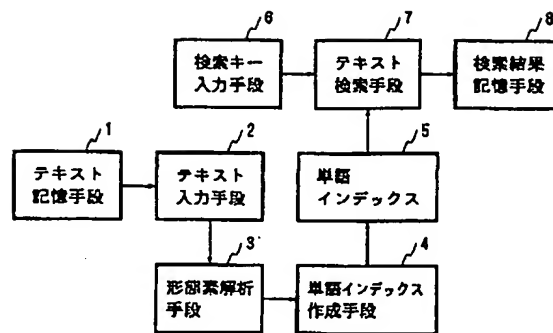 6
検索キー
入力手段
7
テキスト
検索手段
8
検索結果
記憶手段
1
テキスト
記憶手段
2
テキスト
入力手段
5
単語
インデックス
3
形態素解析
手段
4
単語インデックス
作成手段